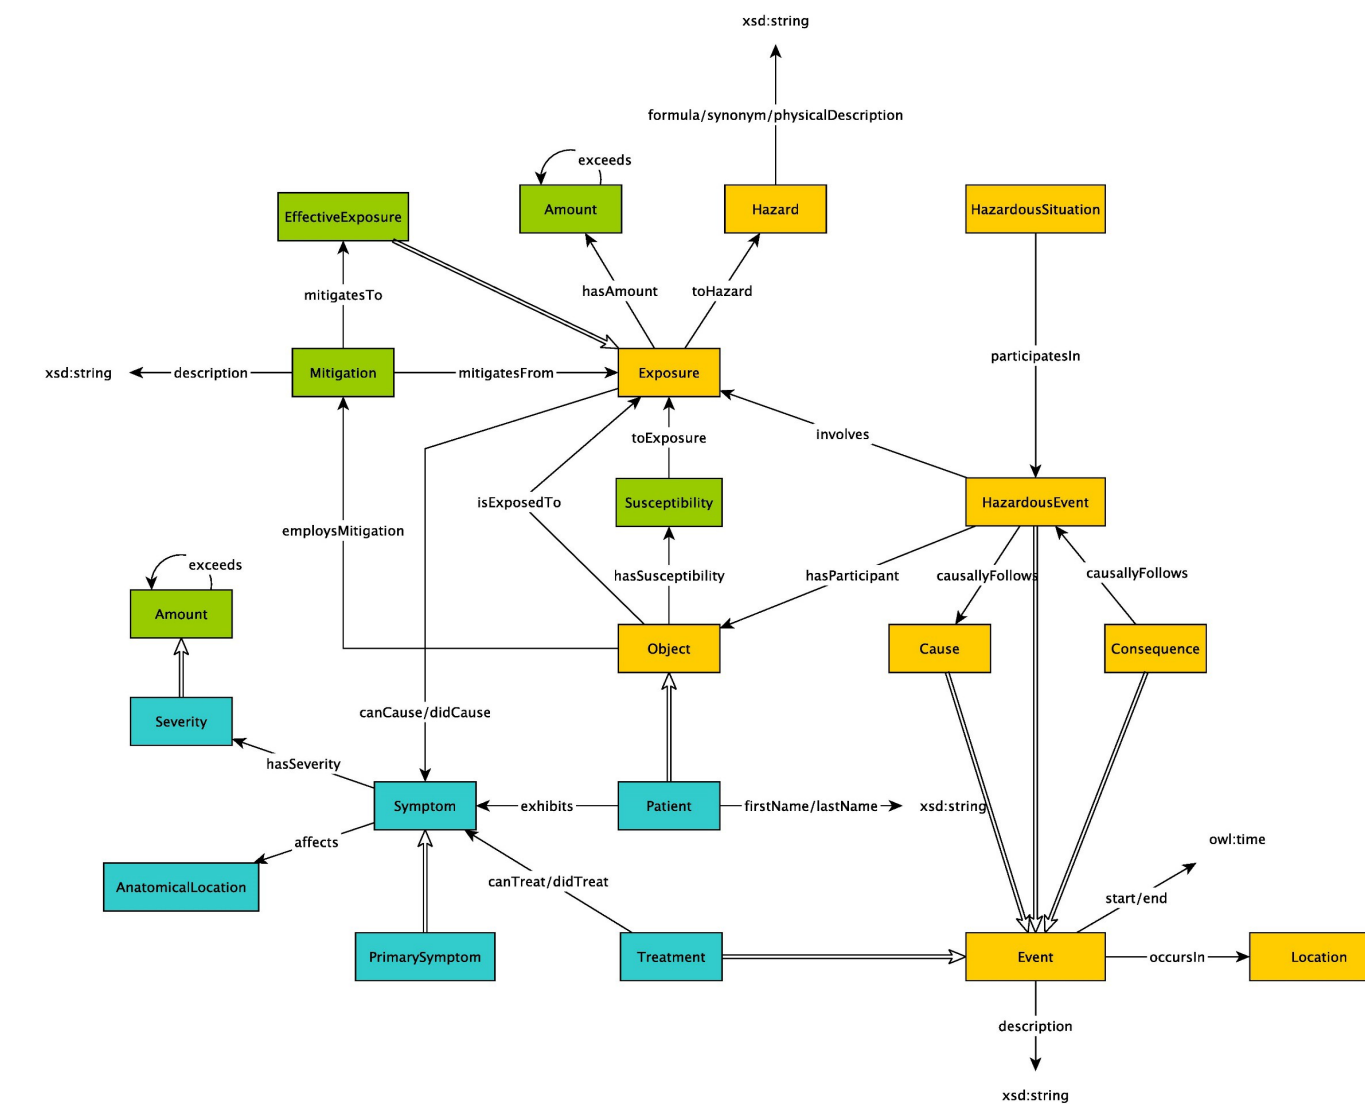 xsd:string
formula/synonym/physicalDescription
exceeds
EffectiveExposure
Amount
Hazard
HazardousSituation
mitigatesTo
hasAmount
toHazard
participatesIn
xsd:string
description
Mitigation
mitigatesFrom
Exposure
involves
toExposure
isExposedTo
Susceptibility
HazardousEvent
employsMitigation
exceeds
hasSusceptibility
hasParticipant
causallyFollows
causallyFollows
Amount
Object
Cause
Consequence
Severity
canCause/didCause
hasSeverity
Symptom
exhibits
Patient
firstName/lastName
xsd:string
affects
owl:time
AnatomicalLocation
canTreat/didTreat
start/end
PrimarySymptom
Treatment
Event
occursIn
Location
description
xsd:string